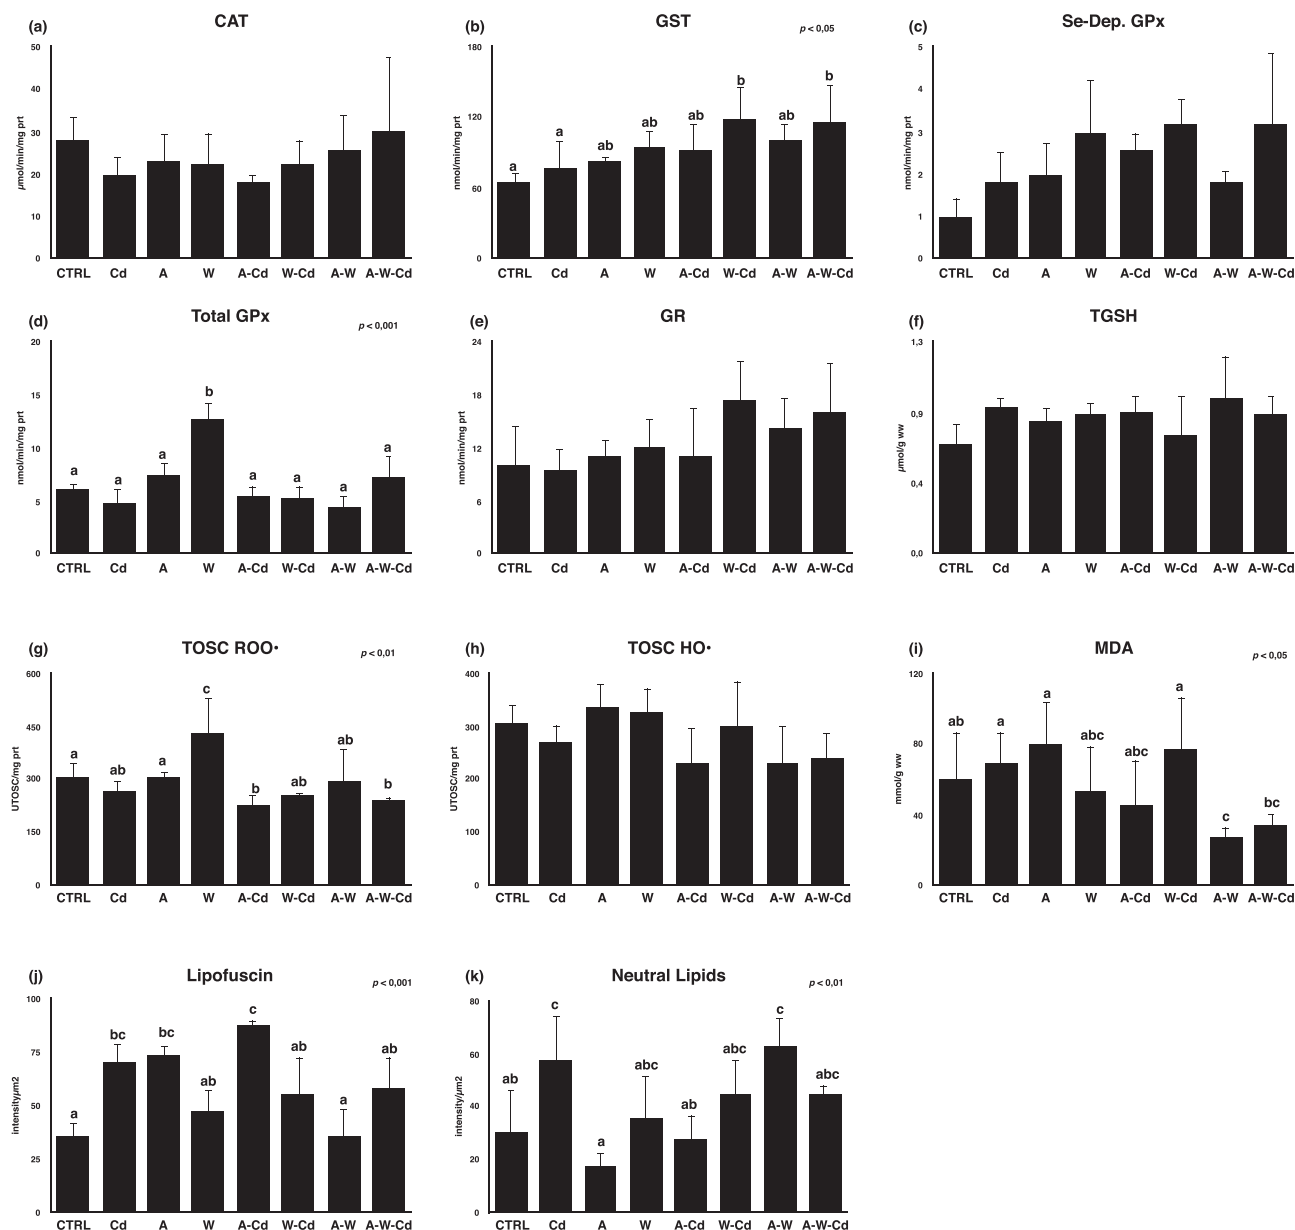 (a) CAT
50
40
30
20
10
0
µmol/min/mg prt
CTRL Cd A W A-Cd W-Cd A-W A-W-Cd
(b) GST
p < 0,05
180
120
60
0
nmol/min/mg prt
a a ab ab ab b ab b
CTRL Cd A W A-Cd W-Cd A-W A-W-Cd
(c) Se-Dep. GPx
5
4
3
2
1
0
nmol/min/mg prt
CTRL Cd A W A-Cd W-Cd A-W A-W-Cd
(d) Total GPx
p < 0,001
20
15
10
5
0
nmol/min/mg prt
a a a b a a a a
CTRL Cd A W A-Cd W-Cd A-W A-W-Cd
(e) GR
24
18
12
6
0
nmol/min/mg prt
CTRL Cd A W A-Cd W-Cd A-W A-W-Cd
(f) TGSH
1,3
0,9
0,4
0,0
µmol/g ww
CTRL Cd A W A-Cd W-Cd A-W A-W-Cd
(g) TOSC ROO•
p < 0,01
600
450
300
150
0
UTOSC/mg prt
a ab a c b ab ab b
CTRL Cd A W A-Cd W-Cd A-W A-W-Cd
(h) TOSC HO•
400
300
200
100
0
UTOSC/mg prt
CTRL Cd A W A-Cd W-Cd A-W A-W-Cd
(i) MDA
p < 0,05
120
80
40
0
mmol/g ww
ab a a abc abc a c bc
CTRL Cd A W A-Cd W-Cd A-W A-W-Cd
(j) Lipofuscin
p < 0,001
100
75
50
25
0
intensityµm2
a bc bc ab c ab a ab
CTRL Cd A W A-Cd W-Cd A-W A-W-Cd
(k) Neutral Lipids
p < 0,01
80
60
40
20
0
intensity/µm2
ab c a abc ab abc c abc
CTRL Cd A W A-Cd W-Cd A-W A-W-Cd